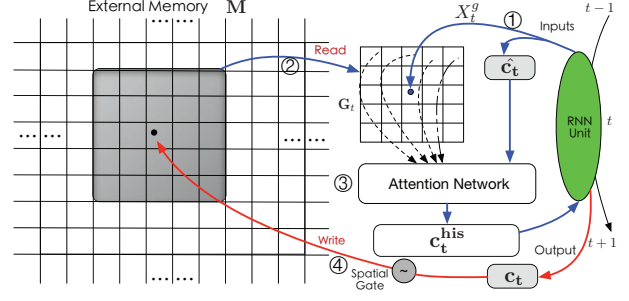 External Memory M
X_t^g
①
Inputs
t−1
... ...
Read
②
ĉ_t
G_t
... ...
... ...
RNN
Unit
t
③
Attention Network
Write
c_t^his
④
Spatial
Gate
~
Output
c_t
t+1
... ...